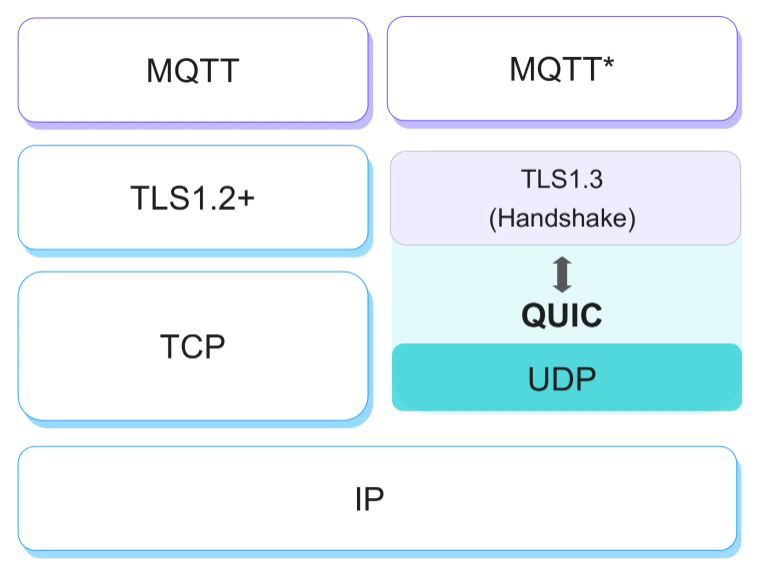 MQTT
MQTT*
TLS1.2+
TLS1.3
(Handshake)
TCP
QUIC
UDP
IP